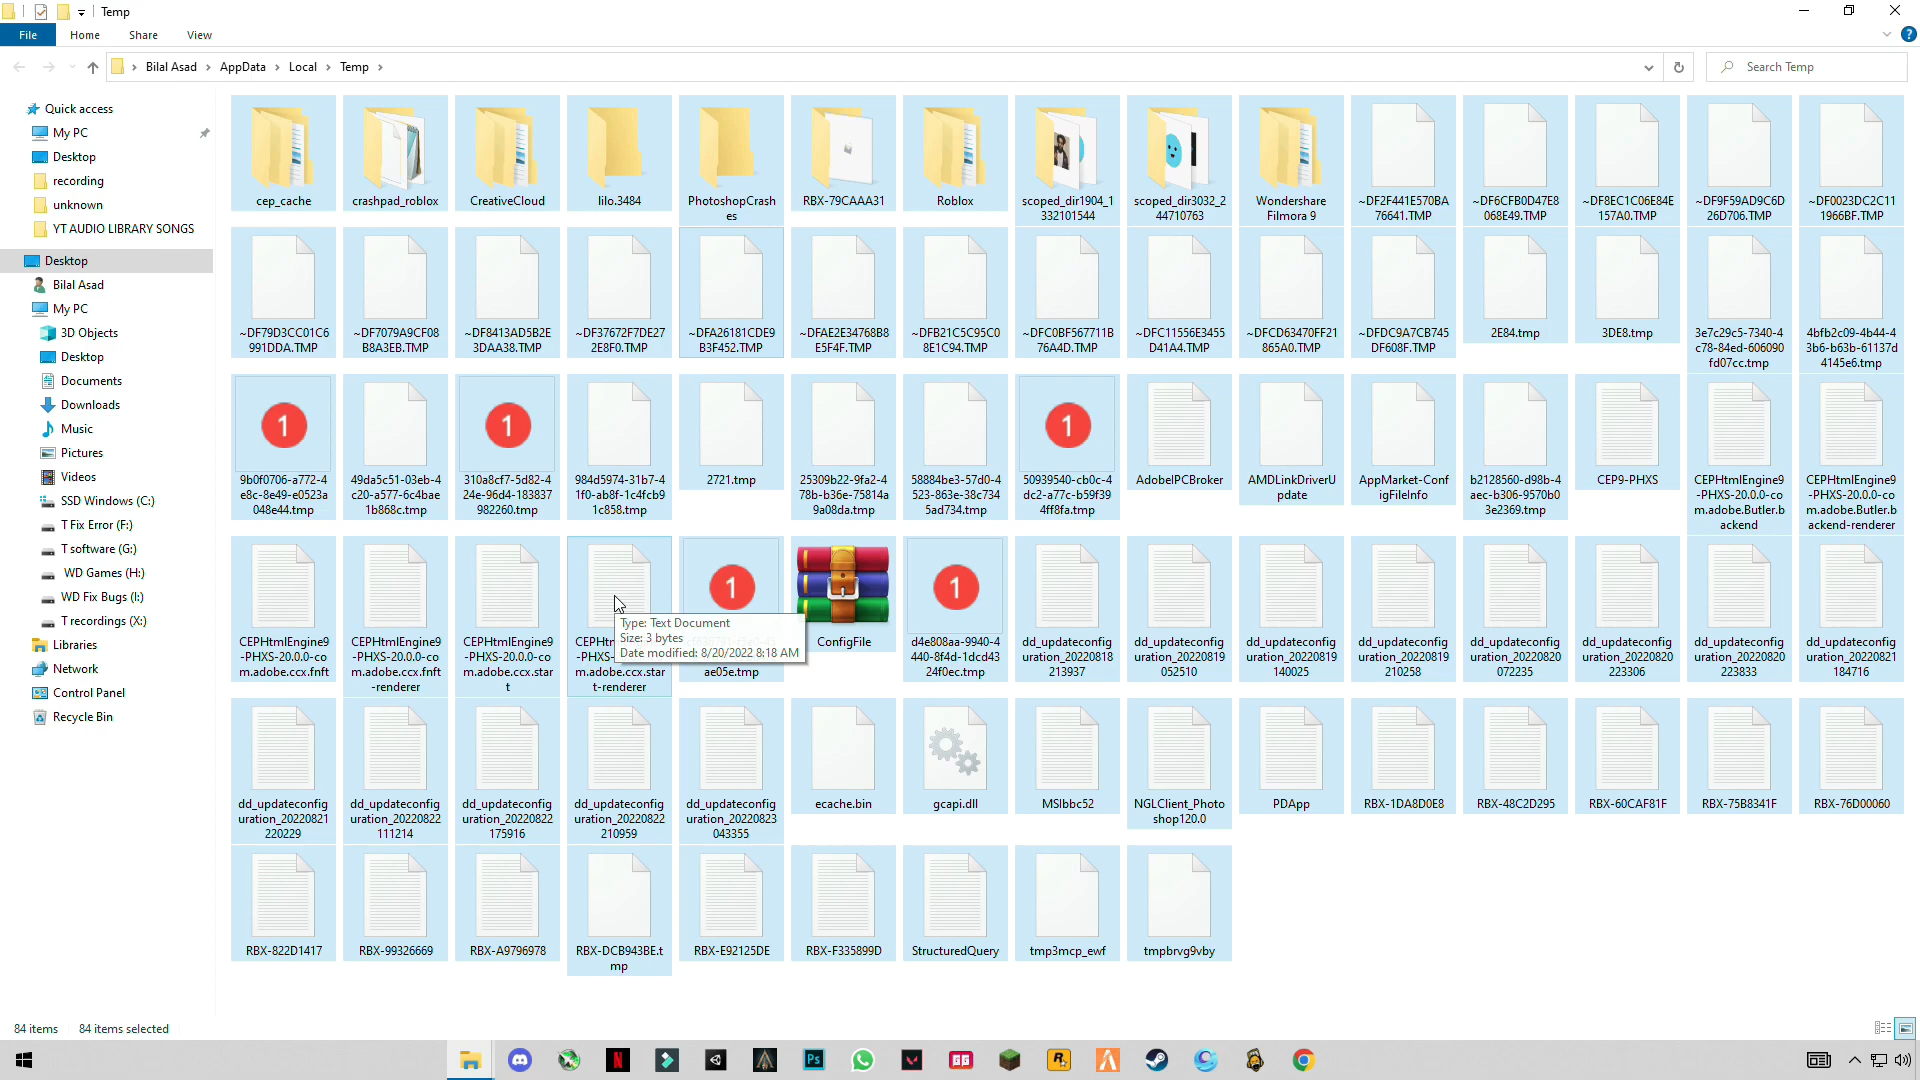 Temp
File Home Share View
Bilal Asad AppData Local Temp
Search Temp
Quick access
My PC
Desktop
recording
unknown
YT AUDIO LIBRARY SONGS
Desktop
Bilal Asad
My PC
3D Objects
Desktop
Documents
Downloads
Music
Pictures
Videos
SSD Windows (C:)
T Fix Error (F:)
T software (G:)
WD Games (H:)
WD Fix Bugs (I:)
T recordings (X:)
Libraries
Network
Control Panel
Recycle Bin
cep_cache
crashpad_roblox
CreativeCloud
lilo.3484
PhotoshopCrash
es
RBX-79CAAA31
Roblox
scoped_dir1904_1
332101544
scoped_dir3032_2
44710763
Wondershare
Filmora 9
~DF2F441E570BA
76641.TMP
~DF6CFB0D47E8
068E49.TMP
~DF8EC1C06E84E
157A0.TMP
~DF9F59AD9C6D
26D706.TMP
~DF0023DC2C11
1966BF.TMP
~DF79D3CC01C6
991DDA.TMP
~DF7079A9CF08
B8A3EB.TMP
~DF8413AD5B2E
3DAA38.TMP
~DF37672F7DE27
2E8F0.TMP
~DFA26181CDE9
B3F452.TMP
~DFAE2E34768B8
E5F4F.TMP
~DFB21C5C95C0
8E1C94.TMP
~DFC0BF567711B
76A4D.TMP
~DFC11556E3455
D41A4.TMP
~DFCD63470FF21
865A0.TMP
~DFDC9A7CB745
DF608F.TMP
2E84.tmp
3DE8.tmp
3e7c29c5-7340-4
c78-84ed-606090
fd07cc.tmp
4bfb2c09-4b44-4
3b6-b63b-61137d
4145e6.tmp
1
9b0f0706-a772-4
e8c-8e49-e0523a
048e44.tmp
49da5c51-03eb-4
c20-a577-6c4bae
1b868c.tmp
1
310a8cf7-5d82-4
24e-96d4-183837
982260.tmp
984d5974-31b7-4
1f0-ab8f-1c4fcb9
1c858.tmp
2721.tmp
25309b22-9fa2-4
78b-b36e-75814a
9a08da.tmp
58884be3-57d0-4
523-863e-38c734
5ad734.tmp
1
50939540-cb0c-4
dc2-a77c-b59f39
4ff8fa.tmp
AdobeIPCBroker
AMDLinkDriverU
pdate
AppMarket-Conf
igFileInfo
b2128560-d98b-4
aec-b306-9570b0
3e2369.tmp
CEP9-PHXS
CEPHtmlEngine9
-PHXS-20.0.0-co
m.adobe.Butler.b
ackend
CEPHtmlEngine9
-PHXS-20.0.0-co
m.adobe.Butler.b
ackend-renderer
CEPHtmlEngine9
-PHXS-20.0.0-co
m.adobe.ccx.fnft
CEPHtmlEngine9
-PHXS-20.0.0-co
m.adobe.ccx.fnft
-renderer
CEPHtmlEngine9
-PHXS-20.0.0-co
m.adobe.ccx.star
t
CEPHt
-PHXS-
m.adobe.ccx.star
t-renderer
Type: Text Document
Size: 3 bytes
Date modified: 8/20/2022 8:18 AM
1
ae05e.tmp
ConfigFile
1
d4e808aa-9940-4
440-8f4d-1dcd43
24f0ec.tmp
dd_updateconfig
uration_20220818
213937
dd_updateconfig
uration_20220819
052510
dd_updateconfig
uration_20220819
140025
dd_updateconfig
uration_20220819
210258
dd_updateconfig
uration_20220820
072235
dd_updateconfig
uration_20220820
223306
dd_updateconfig
uration_20220820
223833
dd_updateconfig
uration_20220821
184716
dd_updateconfig
uration_20220821
220229
dd_updateconfig
uration_20220822
111214
dd_updateconfig
uration_20220822
175916
dd_updateconfig
uration_20220822
210959
dd_updateconfig
uration_20220823
043355
ecache.bin
gcapi.dll
MSIbbc52
NGLClient_Photo
shop120.0
PDApp
RBX-1DA8D0E8
RBX-48C2D295
RBX-60CAF81F
RBX-75B8341F
RBX-76D00060
RBX-822D1417
RBX-99326669
RBX-A9796978
RBX-DCB943BE.t
mp
RBX-E92125DE
RBX-F335899D
StructuredQuery
tmp3mcp_ewf
tmpbrvg9vby
84 items 84 items selected